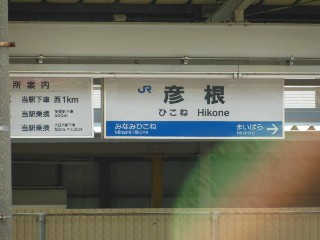 所案内
当駅下車 西1km
当駅乗換
当駅乗換
JR 彦根
ひこね Hikone
みなみひこね まいばら
Minami-Hikone Maibara